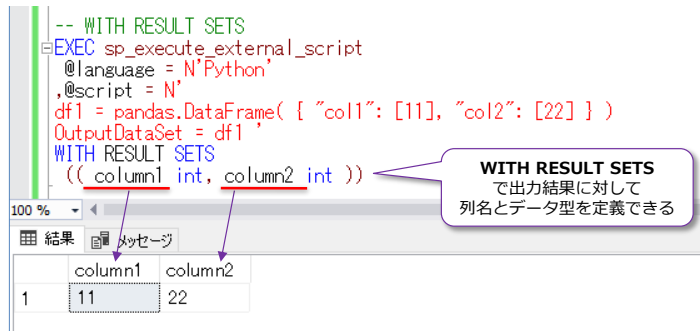 -- WITH RESULT SETS
EXEC sp_execute_external_script
@language = N'Python'
,@script = N'
df1 = pandas.DataFrame( { "col1": [11], "col2": [22] } )
OutputDataSet = df1 '
WITH RESULT SETS
(( column1 int, column2 int ))
WITH RESULT SETS
で出力結果に対して
列名とデータ型を定義できる
100 %
結果 メッセージ
column1 column2
1 11 22